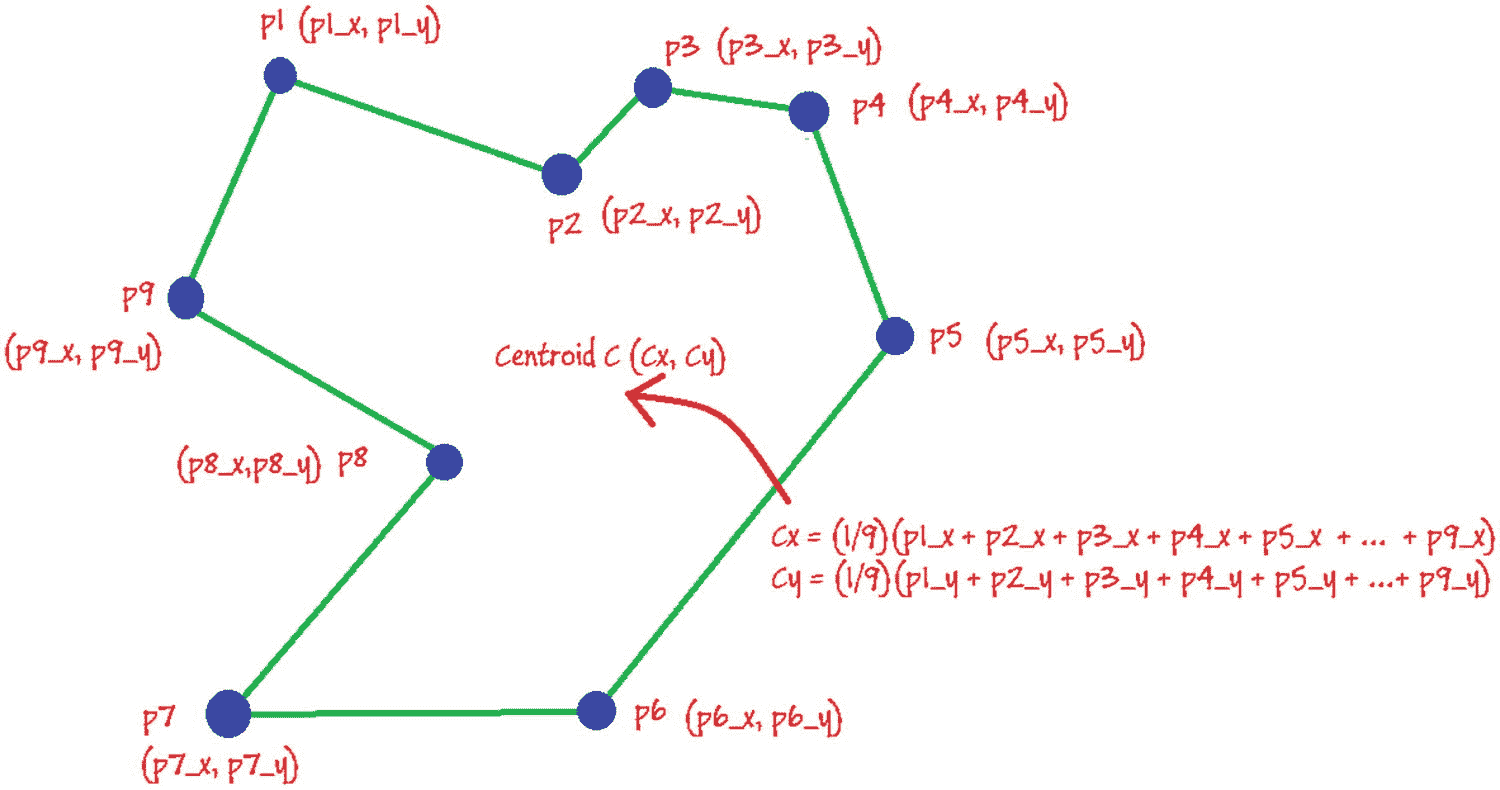 p1 (p1_x, p1_y)
p3 (p3_x, p3_y)
p4 (p4_x, p4_y)
p2 (p2_x, p2_y)
p9
(p9_x, p9_y)
p5 (p5_x, p5_y)
Centroid C (Cx, Cy)
(p8_x,p8_y) p8
Cx = (1/9)(p1_x + p2_x + p3_x + p4_x + p5_x + ... + p9_x)
Cy = (1/9)(p1_y + p2_y + p3_y + p4_y + p5_y + ...+ p9_y)
p7
(p7_x, p7_y)
p6 (p6_x, p6_y)